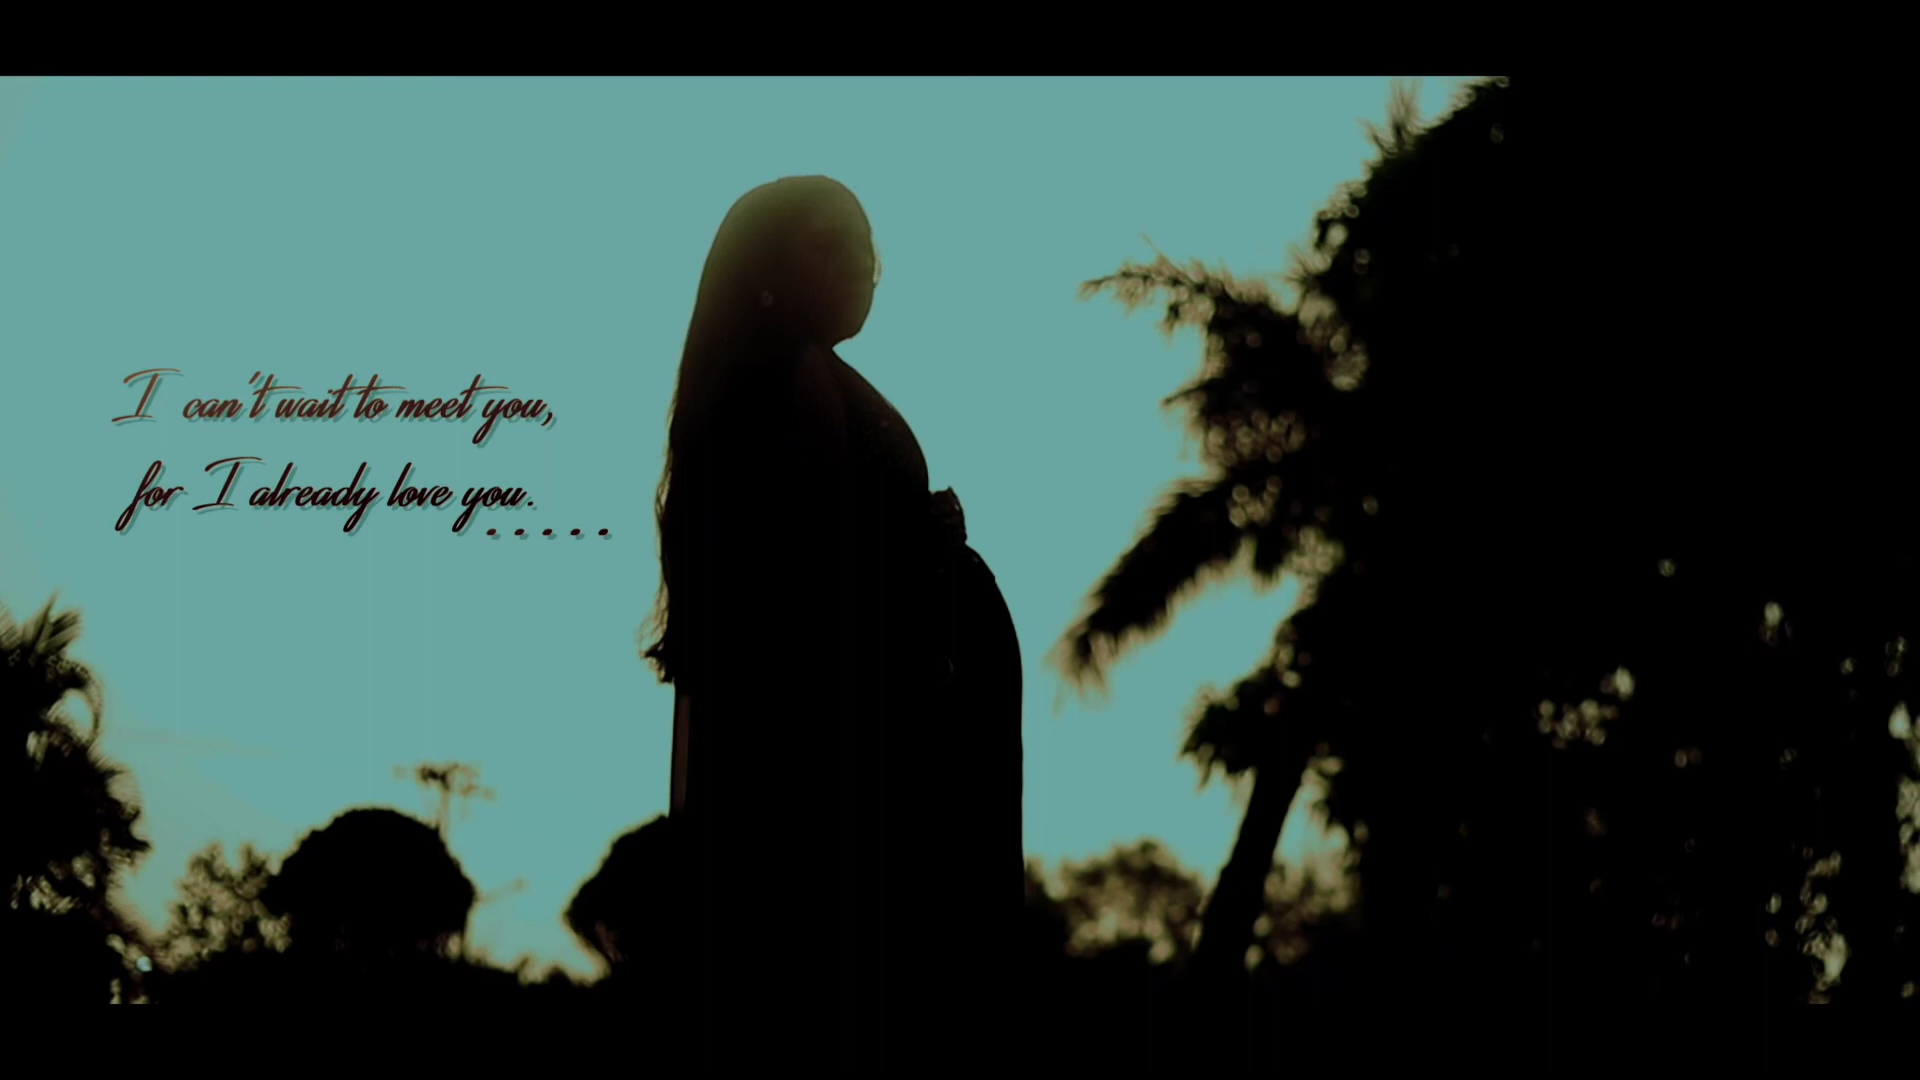 I can't wait to meet you,
for I already love you.
.....